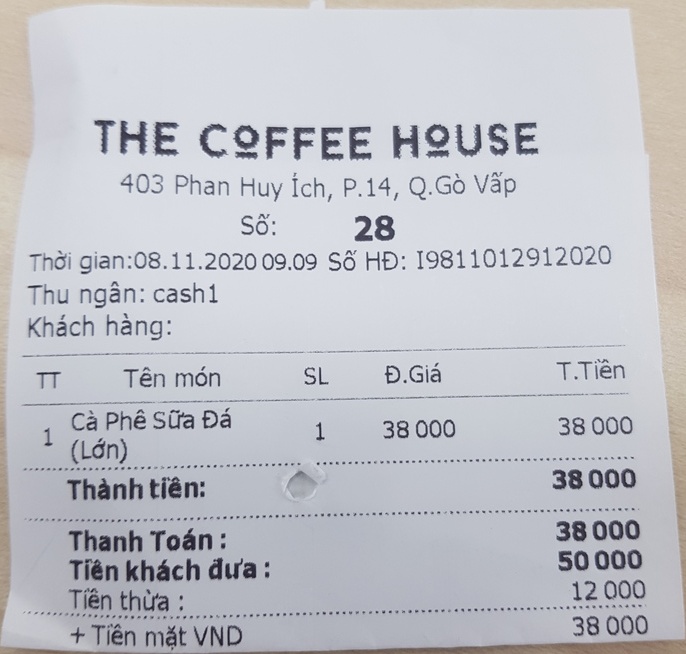 THE COFFEE HOUSE
403 Phan Huy Ích, P.14, Q.Gò Vấp
Số: 28
Thời gian:08.11.2020 09.09 Số HĐ: I9811012912020
Thu ngân: cash1
Khách hàng:
TT Tên món SL Đ.Giá T.Tiền
1 Cà Phê Sữa Đá (Lớn) 1 38 000 38 000
Thành tiền: 38 000
Thanh Toán : 38 000
Tiền khách đưa : 50 000
Tiền thừa : 12 000
+ Tiền mặt VND 38 000